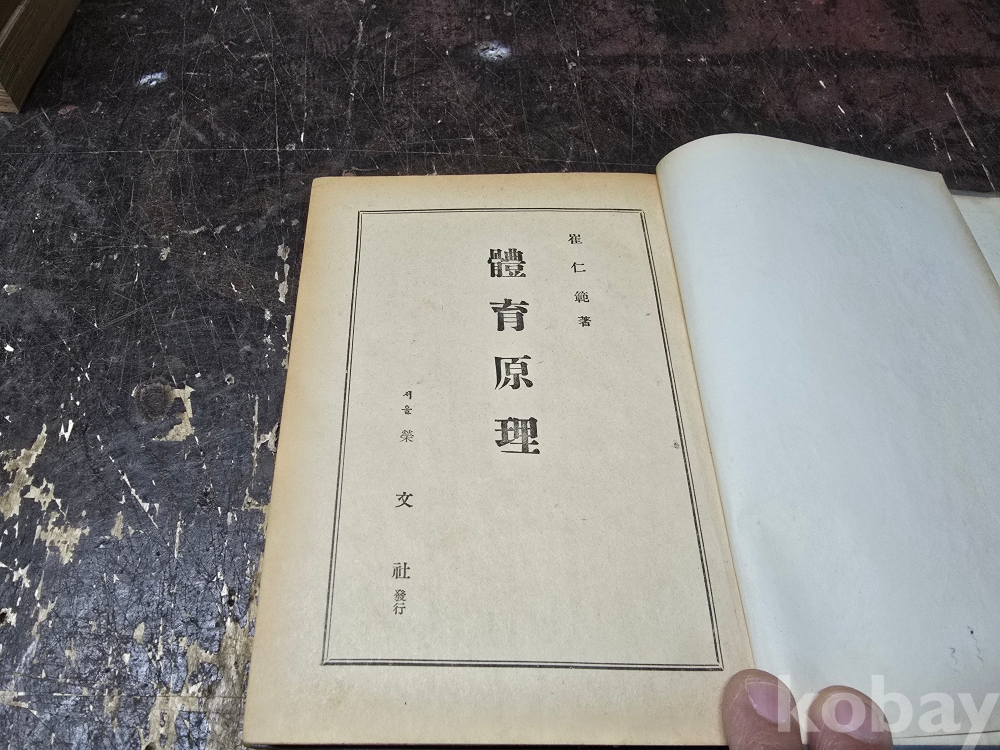 崔仁範著
體育原理
서울 榮文社 發行
kobay